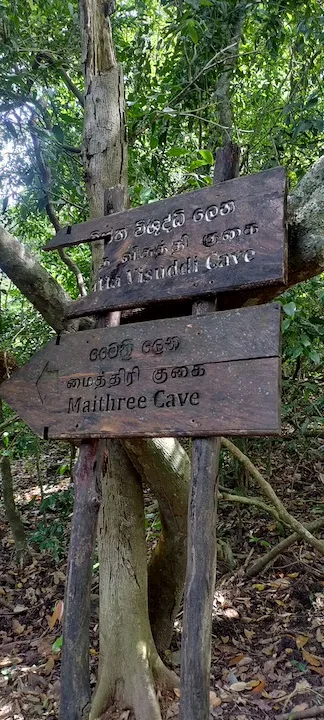 විශුද්ධි ලෙන
විසුද්ධි குகை
Visuddi Cave
මෛත්‍රී ලෙන
மைத்திரி குகை
Maithree Cave